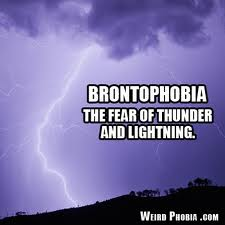 BRONTOPHOBIA
THE FEAR OF THUNDER
AND LIGHTNING.
WEIRD PHOBIA .COM